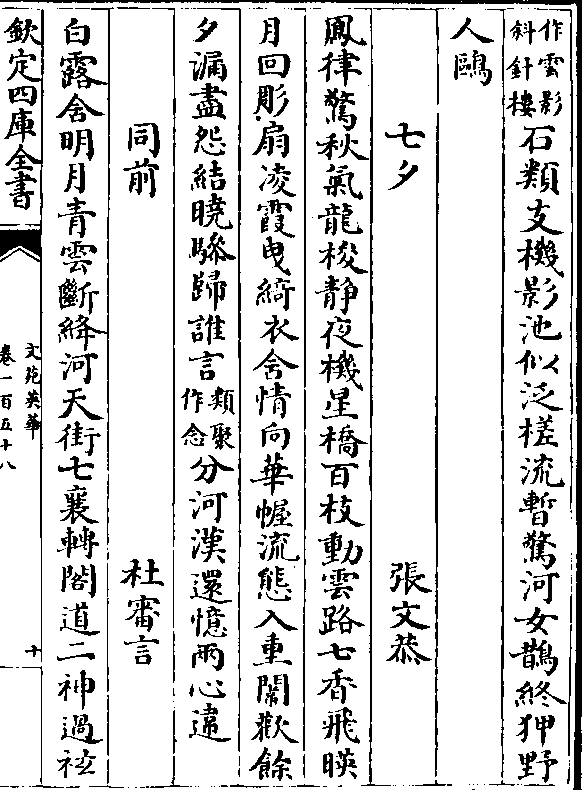 作雲影
斜針樓
石類支機影池似泛槎流暫驚河女鵲終狎野
人鷗
七夕　張文恭
鳳律驚秋氣龍梭静夜機星橋百枝動雲路七香飛映
月回彫扇凌霞曳綺衣含情向華幄流態入重闈歡餘
夕漏盡怨結曉驂歸誰言類聚作念分河漢還憶兩心違
同前　杜審言
白露含明月青雲斷絳河天街七襄轉閣道二神過袨
欽定四庫全書
文苑英華
卷一百五十八
十